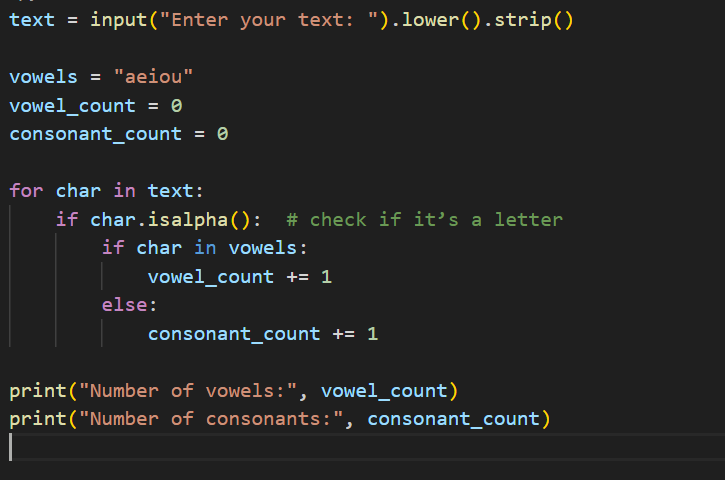 text = input("Enter your text: ").lower().strip()
vowels = "aeiou"
vowel_count = 0
consonant_count = 0
for char in text:
    if char.isalpha():  # check if it’s a letter
        if char in vowels:
            vowel_count += 1
        else:
            consonant_count += 1
print("Number of vowels:", vowel_count)
print("Number of consonants:", consonant_count)